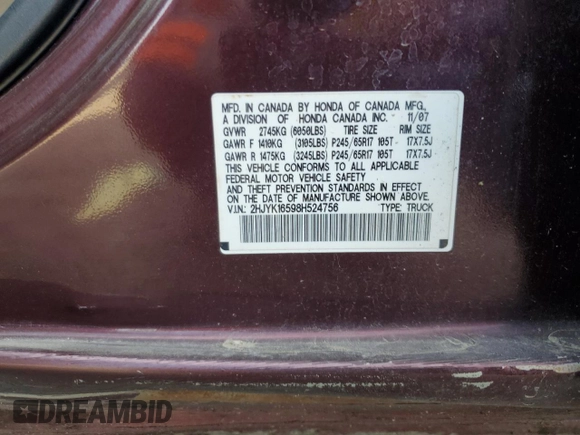 MFD. IN CANADA BY HONDA OF CANADA MFG.,
A DIVISION OF HONDA CANADA INC. 11/07
GVWR 2745KG (6050LBS) TIRE SIZE RIM SIZE
GAWR F 1410KG (3105LBS) P245/65R17 105T 17X7.5J
GAWR R 1475KG (3245LBS) P245/65R17 105T 17X7.5J
THIS VEHICLE CONFORMS TO ALL APPLICABLE
FEDERAL MOTOR VEHICLE SAFETY
AND THEFT PREVENTION STANDARDS IN EFFECT
ON THE DATE OF MANUFACTURE SHOWN ABOVE.
V.I.N.: 2HJYK16598H524756 TYPE: TRUCK
DREAMBID